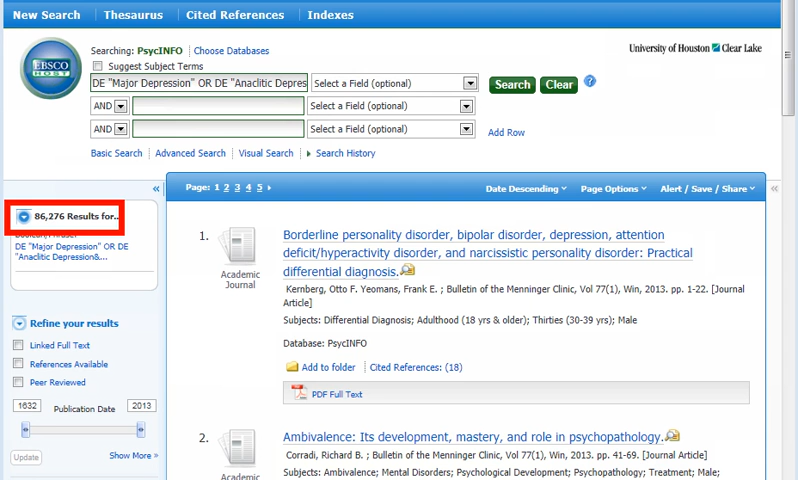 New Search Thesaurus Cited References Indexes
EBSCO
HOST
Searching: PsycINFO Choose Databases
Suggest Subject Terms
University of Houston Clear Lake
DE "Major Depression" OR DE "Anaclitic Depres Select a Field (optional) Search Clear ?
AND Select a Field (optional)
AND Select a Field (optional) Add Row
Basic Search Advanced Search Visual Search Search History
« Page: 1 2 3 4 5 Date Descending Page Options Alert / Save / Share «
86,276 Results for...
DE "Major Depression" OR DE
"Anaclitic Depression&...
Refine your results
Linked Full Text
References Available
Peer Reviewed
1632 Publication Date 2013
Update Show More »
1. Borderline personality disorder, bipolar disorder, depression, attention
deficit/hyperactivity disorder, and narcissistic personality disorder: Practical
differential diagnosis.
Academic
Journal
Kernberg, Otto F. Yeomans, Frank E. ; Bulletin of the Menninger Clinic, Vol 77(1), Win, 2013. pp. 1-22. [Journal
Article]
Subjects: Differential Diagnosis; Adulthood (18 yrs & older); Thirties (30-39 yrs); Male
Database: PsycINFO
Add to folder Cited References: (18)
PDF Full Text
2. Ambivalence: Its development, mastery, and role in psychopathology.
Corradi, Richard B. ; Bulletin of the Menninger Clinic, Vol 77(1), Win, 2013. pp. 41-69. [Journal Article]
Academic
Subjects: Ambivalence; Mental Disorders; Psychological Development; Psychopathology; Treatment; Male;